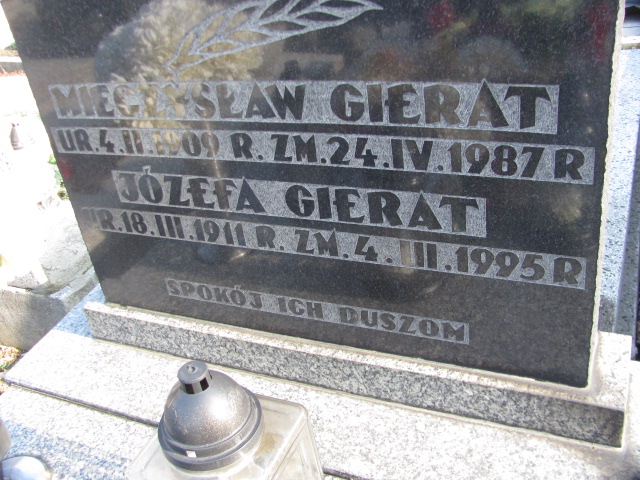 MIECZYSŁAW GIERAT
UR.4.II.1909 R. ZM.24.IV.1987 R
JÓZEFA GIERAT
UR.18.III.1911 R. ZM. 4.III.1995 R
SPOKÓJ ICH DUSZOM